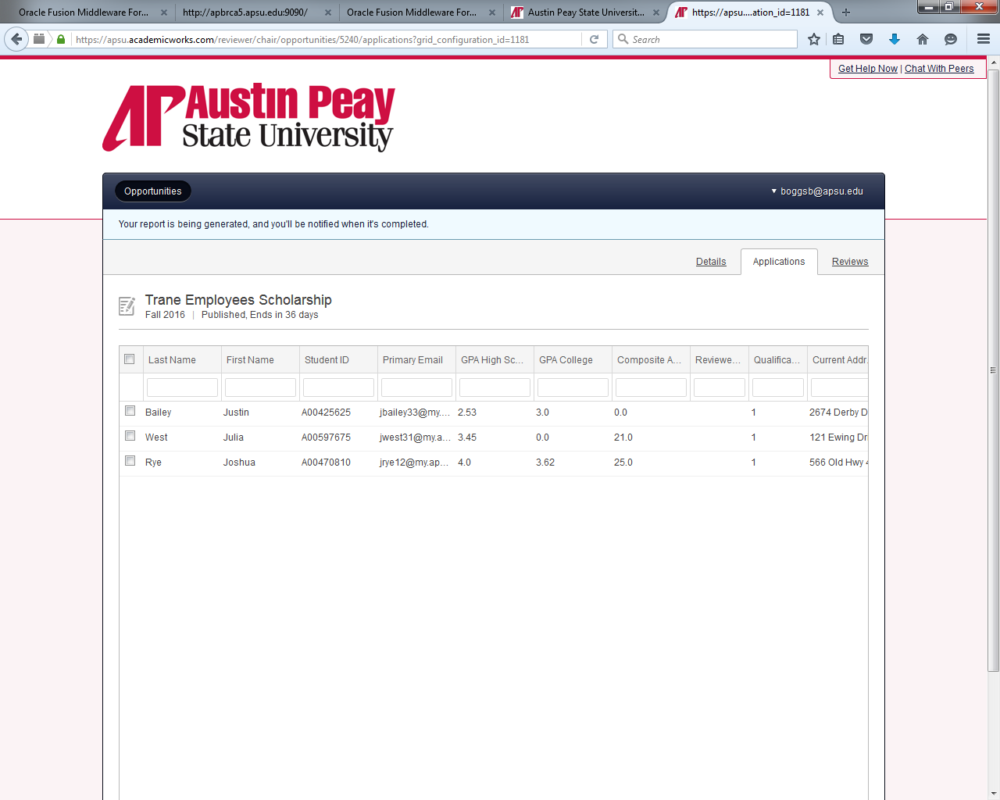 Oracle Fusion Middleware For... http://apbrca5.apsu.edu:9090/ Oracle Fusion Middleware For... Austin Peay State Universit... https://apsu....ation_id=1181
https://apsu.academicworks.com/reviewer/chair/opportunities/5240/applications?grid_configuration_id=1181 Search
Get Help Now | Chat With Peers
AP Austin Peay
State University
Opportunities boggsb@apsu.edu
Your report is being generated, and you'll be notified when it's completed.
Details Applications Reviews
Trane Employees Scholarship
Fall 2016 | Published, Ends in 36 days
Last Name First Name Student ID Primary Email GPA High Sc... GPA College Composite A... Reviewe... Qualifica... Current Addr
Bailey Justin A00425625 jbailey33@my.... 2.53 3.0 0.0 1 2674 Derby D
West Julia A00597675 jwest31@my.a... 3.45 0.0 21.0 1 121 Ewing Dr
Rye Joshua A00470810 jrye12@my.ap... 4.0 3.62 25.0 1 566 Old Hwy 4